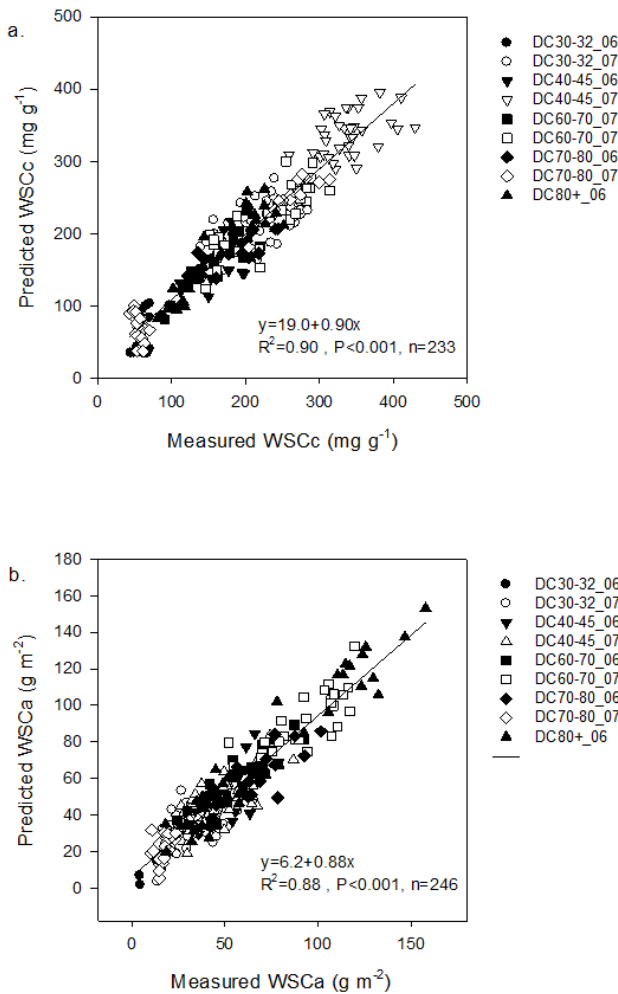 a.
500
400
300
200
100
0
Predicted WSCc (mg g-1)
0 100 200 300 400 500
Measured WSCc (mg g-1)
y=19.0+0.90x
R2=0.90 , P<0.001, n=233
DC30-32_06
DC30-32_07
DC40-45_06
DC40-45_07
DC60-70_07
DC60-70_07
DC70-80_06
DC70-80_07
DC80+_06
b.
180
160
140
120
100
80
60
40
20
0
Predicted WSCa (g m-2)
0 50 100 150
Measured WSCa (g m-2)
y=6.2+0.88x
R2=0.88 , P<0.001, n=246
DC30-32_06
DC30-32_07
DC40-45_06
DC40-45_07
DC60-70_06
DC60-70_07
DC70-80_06
DC70-80_07
DC80+_06